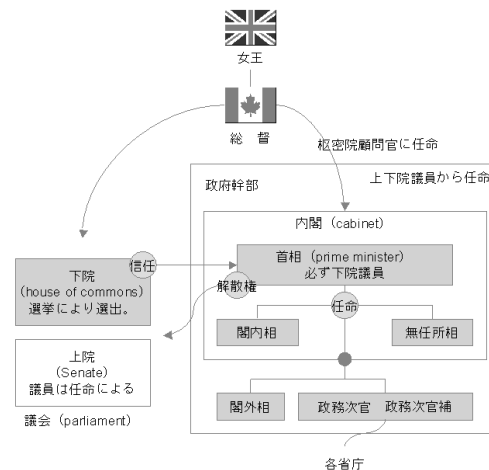 女王
総 督
枢密院顧問官に任命
上下院議員から任命
政府幹部
内閣 (cabinet)
首相 (prime minister)
必ず下院議員
信任
解散権
任命
下院
(house of commons)
選挙により選出。
閣内相
無任所相
上院
(Senate)
議員は任命による
議会 (parliament)
閣外相
政務次官 政務次官補
各省庁